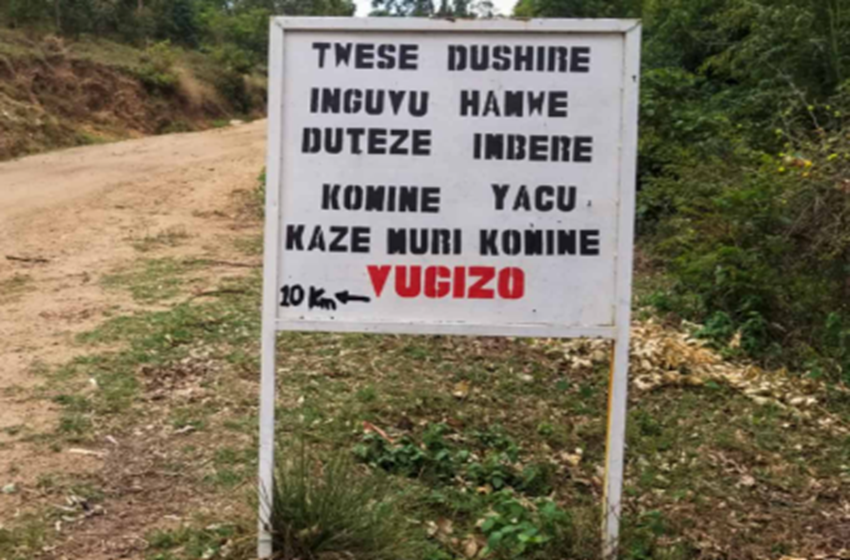 TWESE DUSHIRE
INGUVU HAMWE
DUTEZE IMBERE
KOMINE YACU
KAZE MURI KOMINE
VUGIZO
10 Km ←